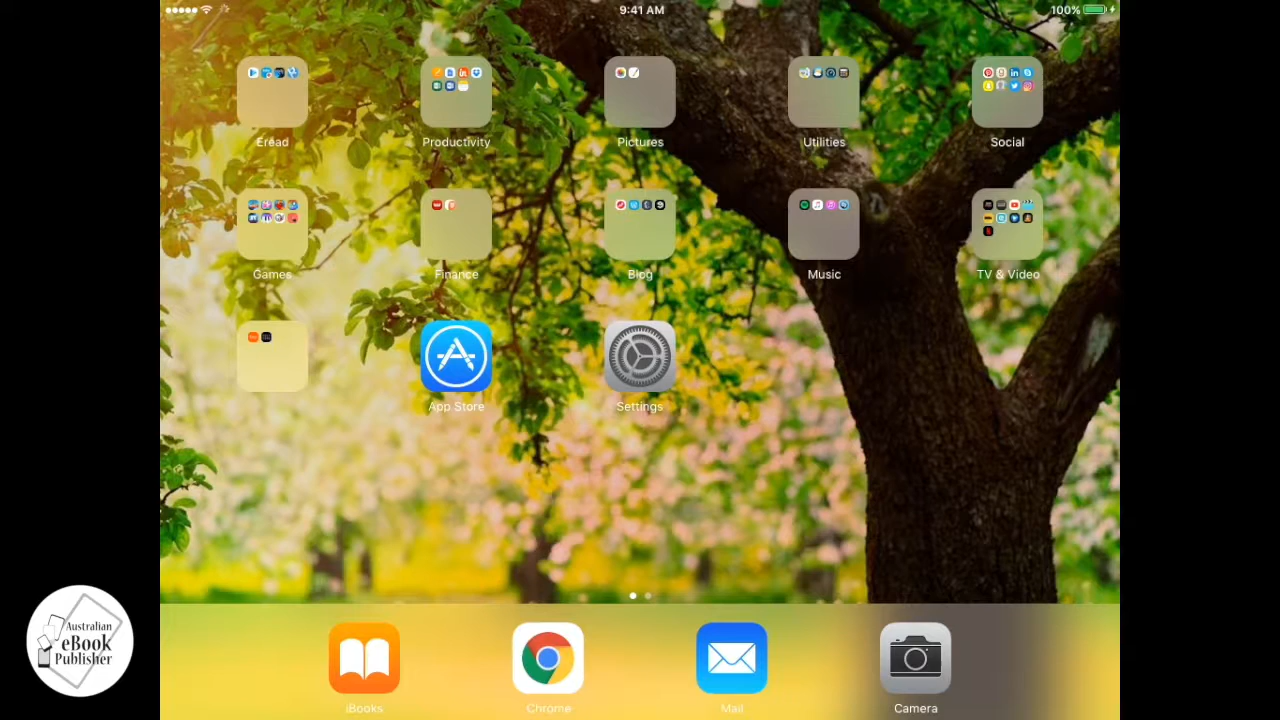 9:41 AM
100%
Eread
Productivity
Pictures
Utilities
Social
Games
Finance
Blog
Music
TV & Video
App Store
Settings
Australian
eBook
Publisher
iBooks
Chrome
Mail
Camera